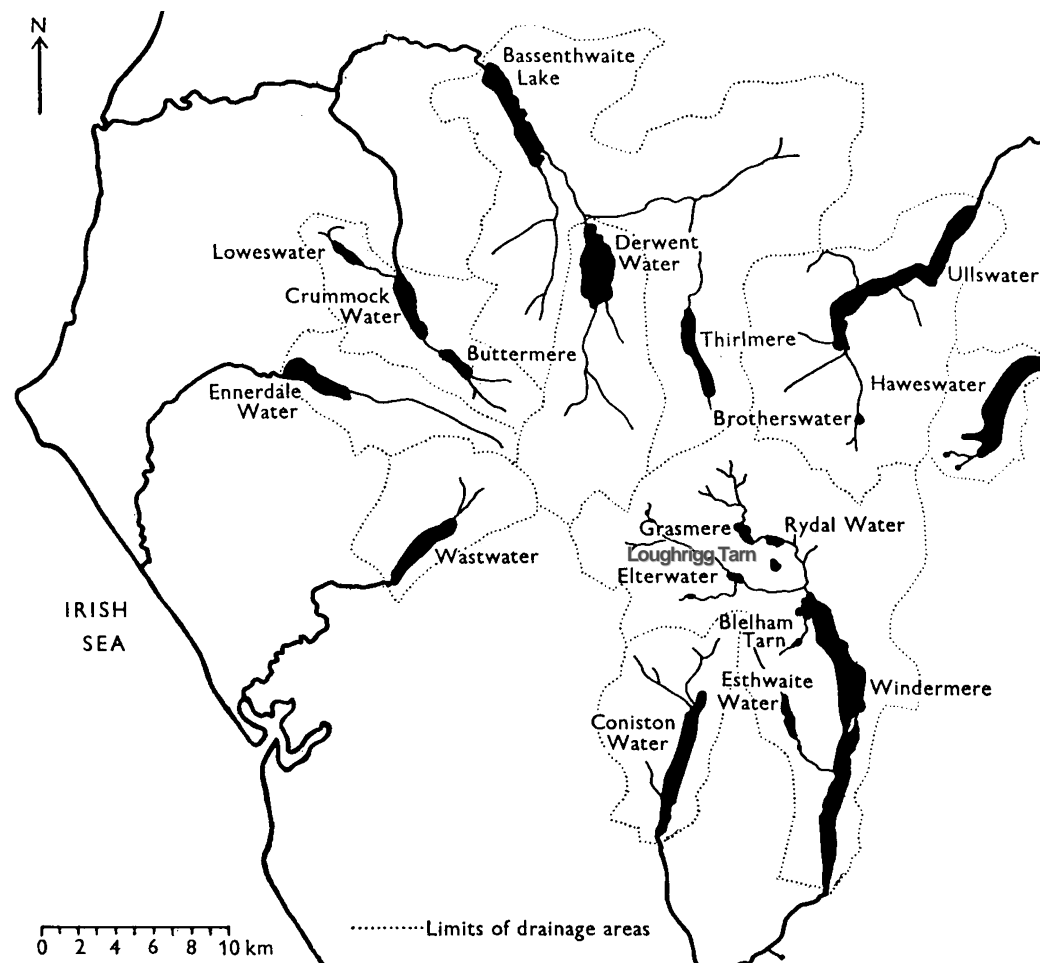 N
Bassenthwaite
Lake
Loweswater
Derwent
Water
Ullswater
Crummock
Water
Thirlmere
Buttermere
Haweswater
Ennerdale
Water
Brotherswater
Grasmere
Rydal Water
Loughrigg Tarn
Wastwater
Elterwater
IRISH
SEA
Blelham
Tarn
Esthwaite
Water
Windermere
Coniston
Water
Limits of drainage areas
0 2 4 6 8 10 km